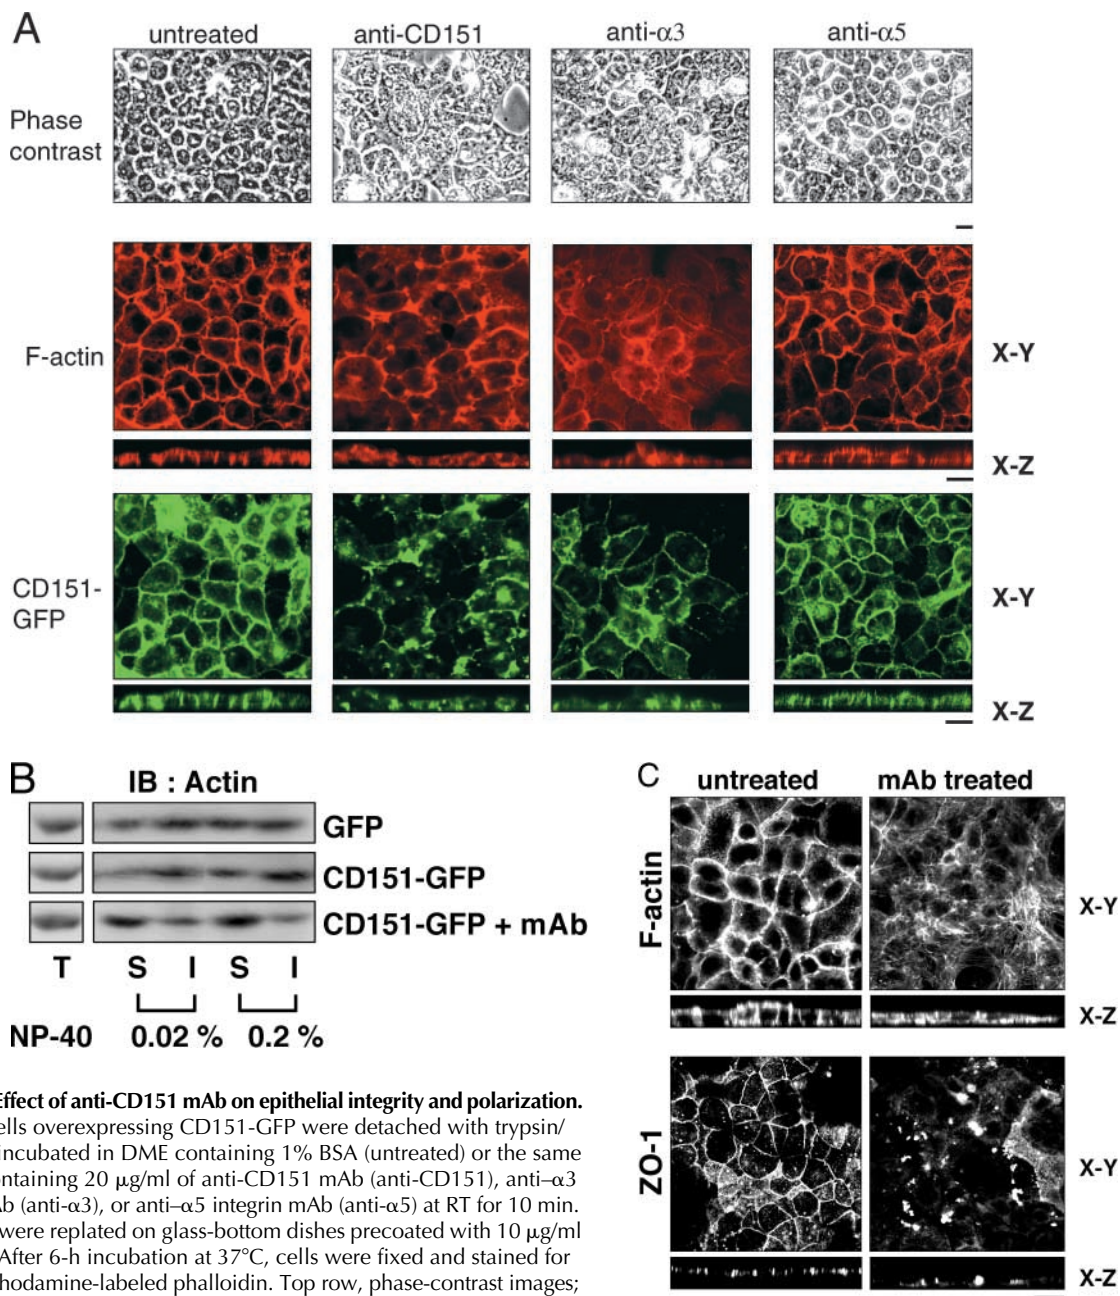 A
untreated
anti-CD151
anti-α3
anti-α5
Phase
contrast
F-actin
X-Y
X-Z
CD151-
GFP
X-Y
X-Z
B
IB : Actin
GFP
CD151-GFP
CD151-GFP + mAb
T S I S I
NP-40 0.02 % 0.2 %
C
untreated
mAb treated
F-actin
X-Y
X-Z
ZO-1
X-Y
X-Z
Effect of anti-CD151 mAb on epithelial integrity and polarization.
ells overexpressing CD151-GFP were detached with trypsin/
incubated in DME containing 1% BSA (untreated) or the same
ntaining 20 μg/ml of anti-CD151 mAb (anti-CD151), anti–α3
Ab (anti-α3), or anti–α5 integrin mAb (anti-α5) at RT for 10 min.
were replated on glass-bottom dishes precoated with 10 μg/ml
After 6-h incubation at 37°C, cells were fixed and stained for
hodamine-labeled phalloidin. Top row, phase-contrast images;